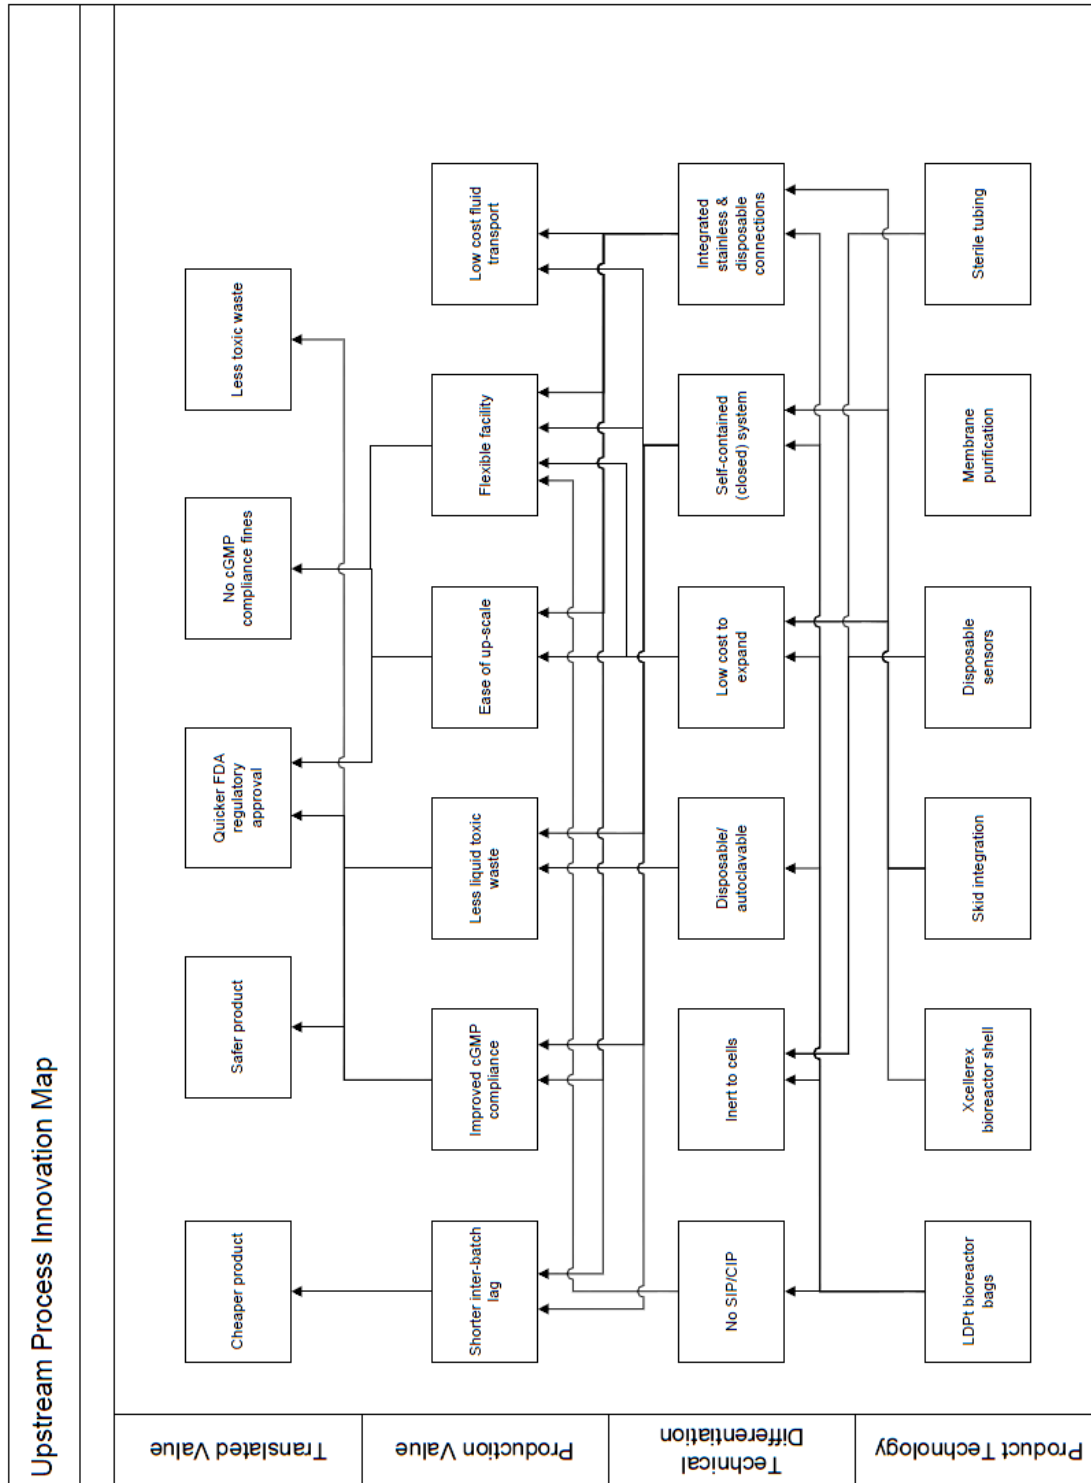 Upstream Process Innovation Map
Translated Value
Cheaper product
Safer product
Quicker FDA
regulatory
approval
No cGMP
compliance fines
Less toxic waste
Production Value
Shorter inter-batch
lag
Improved cGMP
compliance
Less liquid toxic
waste
Ease of up-scale
Flexible facility
Low cost fluid
transport
Technical
Differentiation
No SIP/CIP
Inert to cells
Disposable/
autoclavable
Low cost to
expand
Self-contained
(closed) system
Integrated
stainless &
disposable
connections
Product Technology
LDPt bioreactor
bags
Xcellerex
bioreactor shell
Skid integration
Disposable
sensors
Membrane
purification
Sterile tubing